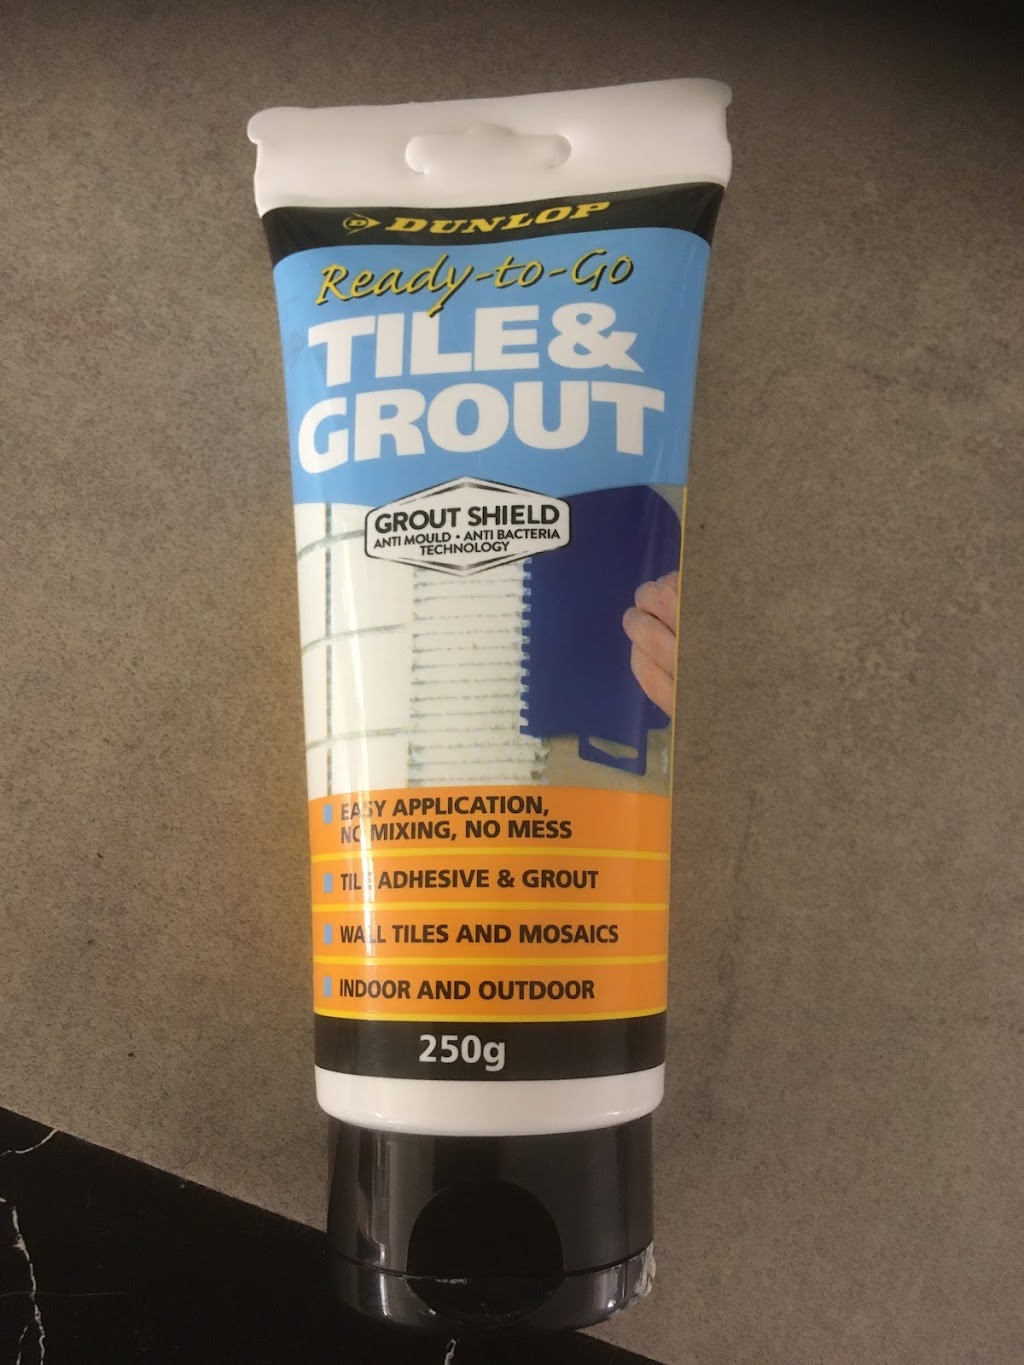 DUNLOP
Ready-to-Go
TILE &
GROUT
GROUT SHIELD
ANTI MOULD • ANTI BACTERIA
TECHNOLOGY
EASY APPLICATION,
NO MIXING, NO MESS
TILE ADHESIVE & GROUT
WALL TILES AND MOSAICS
INDOOR AND OUTDOOR
250g